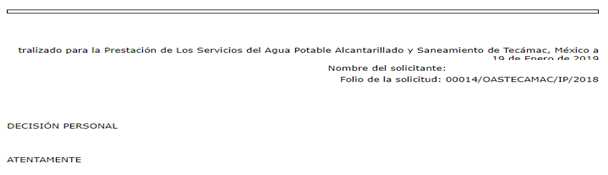 tralizado para la Prestación de Los Servicios del Agua Potable Alcantarillado y Saneamiento de Tecámac, México a
19 de Enero de 2019
Nombre del solicitante:
Folio de la solicitud: 00014/OASTECAMAC/IP/2018
DECISIÓN PERSONAL
ATENTAMENTE